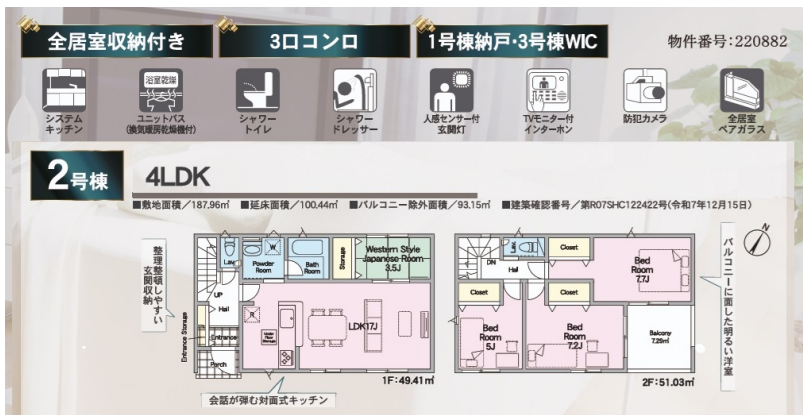 全居室収納付き
3口コンロ
1号棟納戸・3号棟WIC
物件番号:220882
システム
キッチン
浴室乾燥
ユニットバス
(換気暖房乾燥機付)
シャワー
トイレ
シャワー
ドレッサー
人感センサー付
玄関灯
TVモニター付
インターホン
防犯カメラ
全居室
ペアガラス
2号棟
4LDK
■敷地面積/187.96㎡ ■延床面積/100.44㎡ ■バルコニー除外面積/93.15㎡ ■建築確認番号/第R07SHC122422号(令和7年12月15日)
整理整頓しやすい
玄関収納
Lav.
Powder
Room
W
Bath
Room
Storage
Western Style
Japanese Room
3.5J
UP
Hall
R
Under
Floor
Storage
LDK17J
Entrance Storage
Entrance
Porch
1F:49.41㎡
会話が弾む対面式キッチン
DN
Lav.
Hall
Closet
Bed
Room
7.7J
Closet
Closet
Bed
Room
5J
Bed
Room
7.2J
Balcony
7.29㎡
2F:51.03㎡
バルコニーに面した明るい洋室
N